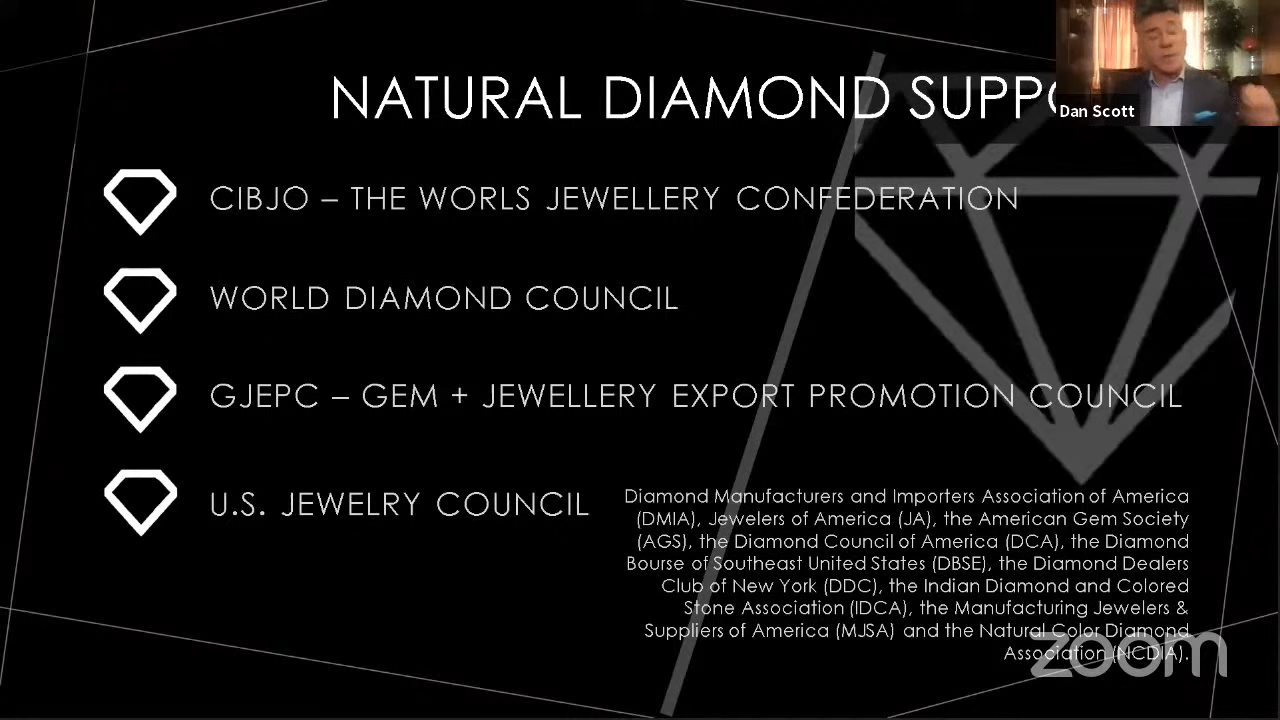 NATURAL DIAMOND SUPPO
Dan Scott
CIBJO – THE WORLS JEWELLERY CONFEDERATION
WORLD DIAMOND COUNCIL
GJEPC – GEM + JEWELLERY EXPORT PROMOTION COUNCIL
U.S. JEWELRY COUNCIL
Diamond Manufacturers and Importers Association of America
(DMIA), Jewelers of America (JA), the American Gem Society
(AGS), the Diamond Council of America (DCA), the Diamond
Bourse of Southeast United States (DBSE), the Diamond Dealers
Club of New York (DDC), the Indian Diamond and Colored
Stone Association (IDCA), the Manufacturing Jewelers &
Suppliers of America (MJSA) and the Natural Color Diamond
Association (NCDIA).
zoom